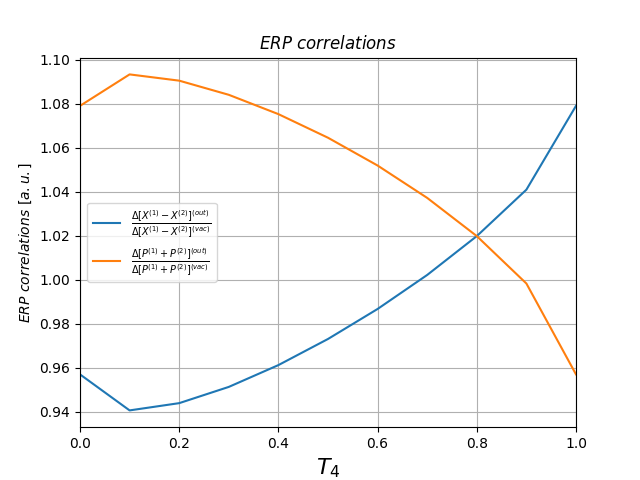 ERP correlations
1.10
1.08
1.06
1.04
1.02
1.00
0.98
0.96
0.94
ERP correlations [a. u.]
Δ[X⁽¹⁾ − X⁽²⁾]⁽ᵒᵘᵗ⁾
Δ[X⁽¹⁾ − X⁽²⁾]⁽ᵛᵃᶜ⁾
Δ[P⁽¹⁾ + P⁽²⁾]⁽ᵒᵘᵗ⁾
Δ[P⁽¹⁾ + P⁽²⁾]⁽ᵛᵃᶜ⁾
0.0 0.2 0.4 0.6 0.8 1.0
T₄